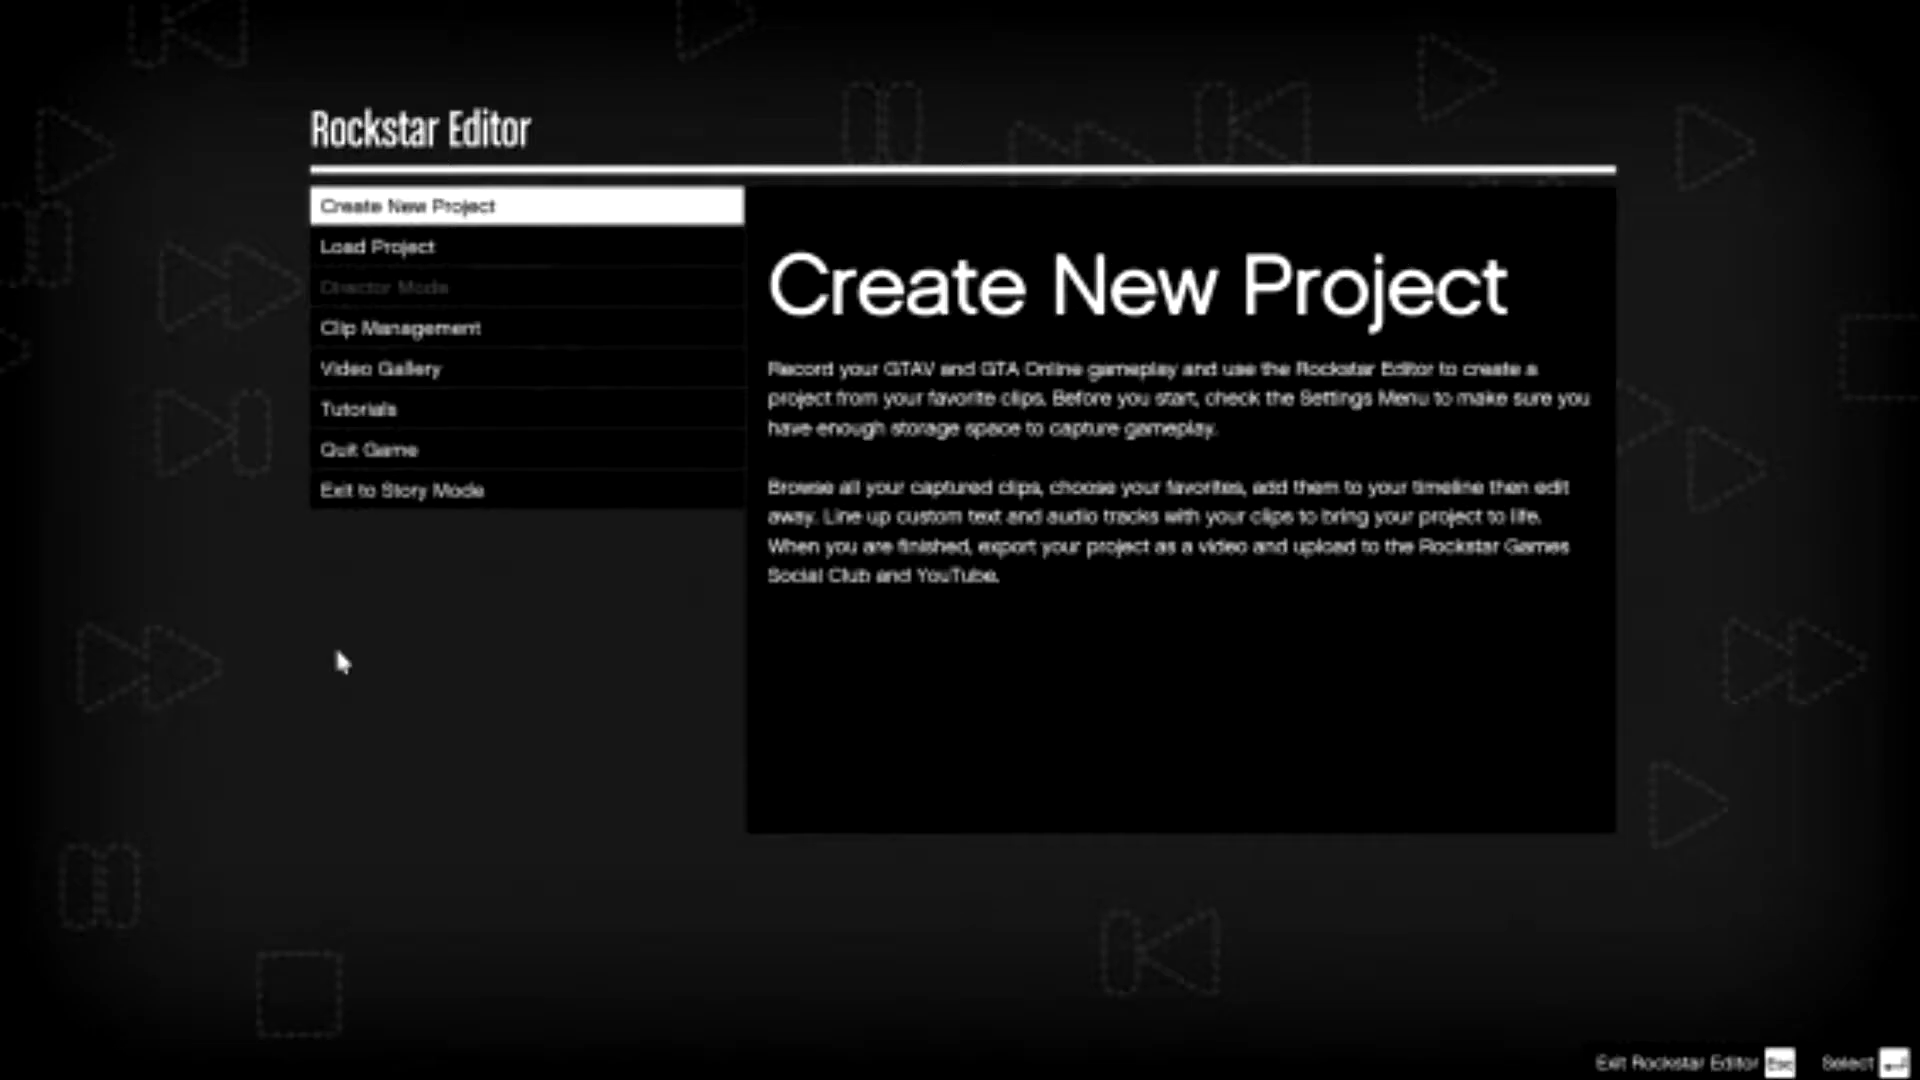 Rockstar Editor
Create New Project
Load Project
Director Mode
Clip Management
Video Gallery
Tutorials
Quit Game
Exit to Story Mode
Create New Project
Record your GTAV and GTA Online gameplay and use the Rockstar Editor to create a
project from your favorite clips. Before you start, check the Settings Menu to make sure you
have enough storage space to capture gameplay.
Browse all your captured clips, choose your favorites, add them to your timeline then edit
away. Line up custom text and audio tracks with your clips to bring your project to life.
When you are finished, export your project as a video and upload to the Rockstar Games
Social Club and YouTube.
Exit Rockstar Editor Esc Select